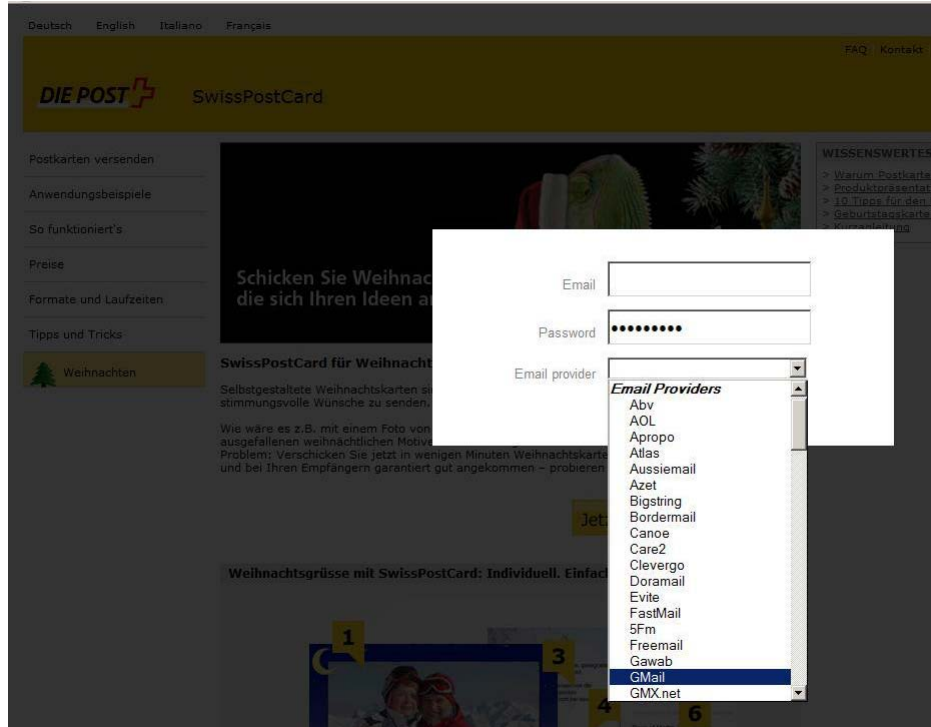 Deutsch English Italiano Français
FAQ Kontakt
DIE POST SwissPostCard
Postkarten versenden
Anwendungsbeispiele
So funktioniert's
Preise
Formate und Laufzeiten
Tipps und Tricks
Weihnachten
Schicken Sie Weihnac
die sich Ihren Ideen a
WISSENSWERTES
> Warum Postkarte
> Produktpräsentat
> 10 Tipps für den
> Geburtstagskarte
> Kurzanleitung
SwissPostCard für Weihnacht
Selbstgestaltete Weihnachtskarten si
stimmungsvolle Wünsche zu senden.
Wie wäre es z.B. mit einem Foto von
ausgefallenen weihnächtlichen Motive
Problem: Verschicken Sie jetzt in wenigen Minuten Weihnachtskarte
und bei Ihren Empfängern garantiert gut angekommen – probieren
Jet
Weihnachtsgrüsse mit SwissPostCard: Individuell. Einfac
1
3
4
6
Email
Password
Email provider
Email Providers
Abv
AOL
Apropo
Atlas
Aussiemail
Azet
Bigstring
Bordermail
Canoe
Care2
Clevergo
Doramail
Evite
FastMail
5Fm
Freemail
Gawab
GMail
GMX.net